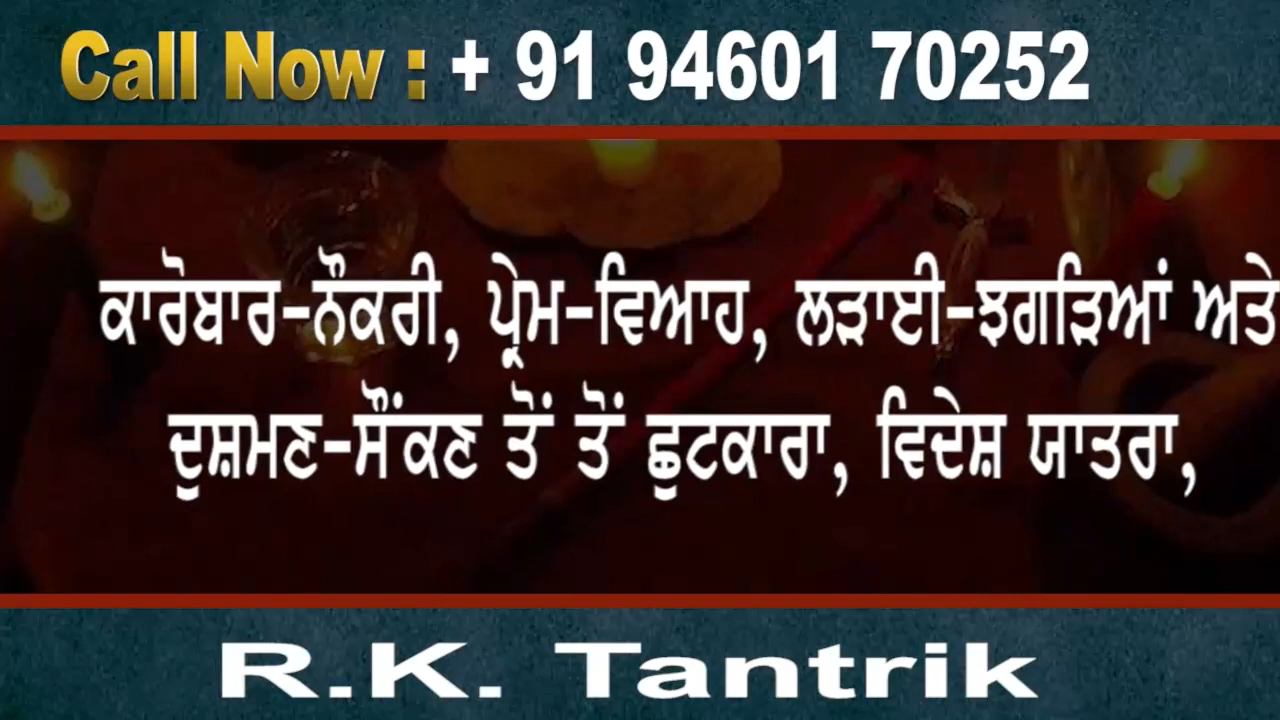 Call Now : + 91 94601 70252
ਕਾਰੋਬਾਰ-ਨੌਕਰੀ, ਪ੍ਰੇਮ-ਵਿਆਹ, ਲੜਾਈ-ਝਗੜਿਆਂ ਅਤੇ
ਦੁਸ਼ਮਣ-ਸੌਂਕਣ ਤੋਂ ਤੋਂ ਛੁਟਕਾਰਾ, ਵਿਦੇਸ਼ ਯਾਤਰਾ,
R.K. Tantrik